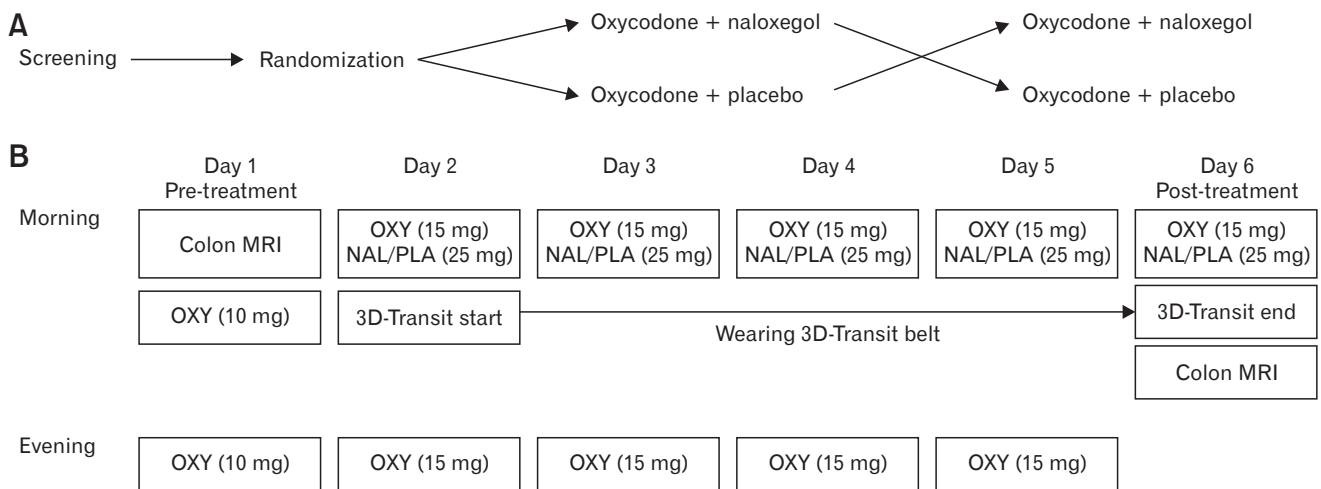 A
Screening
Randomization
Oxycodone + naloxegol
Oxycodone + placebo
Oxycodone + naloxegol
Oxycodone + placebo
B
Day 1
Pre-treatment
Day 2
Day 3
Day 4
Day 5
Day 6
Post-treatment
Morning
Colon MRI
OXY (15 mg)
NAL/PLA (25 mg)
OXY (15 mg)
NAL/PLA (25 mg)
OXY (15 mg)
NAL/PLA (25 mg)
OXY (15 mg)
NAL/PLA (25 mg)
OXY (15 mg)
NAL/PLA (25 mg)
OXY (10 mg)
3D-Transit start
Wearing 3D-Transit belt
3D-Transit end
Colon MRI
Evening
OXY (10 mg)
OXY (15 mg)
OXY (15 mg)
OXY (15 mg)
OXY (15 mg)